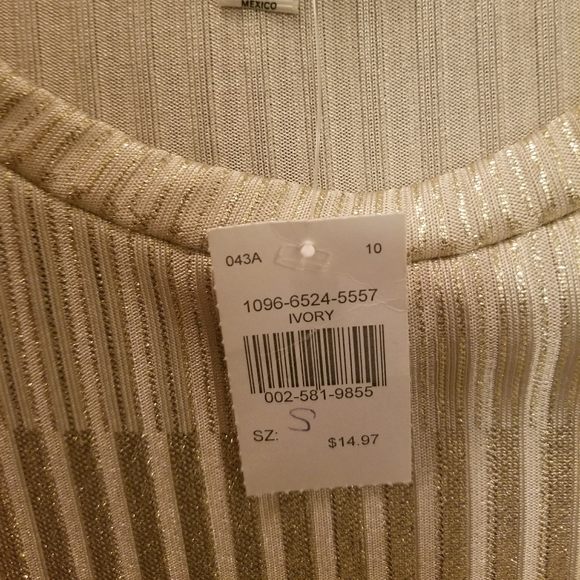 MEXICO
043A 10
1096-6524-5557
IVORY
002-581-9855
SZ: S
$14.97